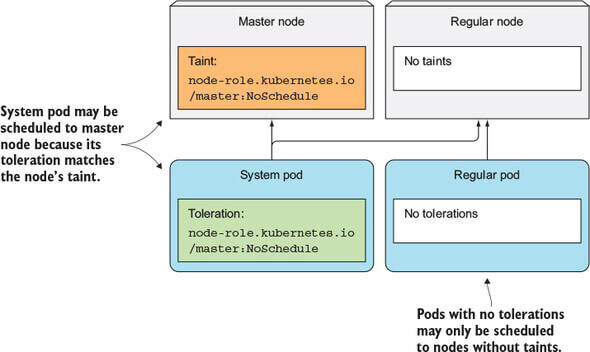 Master node
Regular node
Taint:
node-role.kubernetes.io
/master:NoSchedule
No taints
System pod may be
scheduled to master
node because its
toleration matches
the node's taint.
System pod
Regular pod
Toleration:
node-role.kubernetes.io
/master:NoSchedule
No tolerations
Pods with no tolerations
may only be scheduled
to nodes without taints.